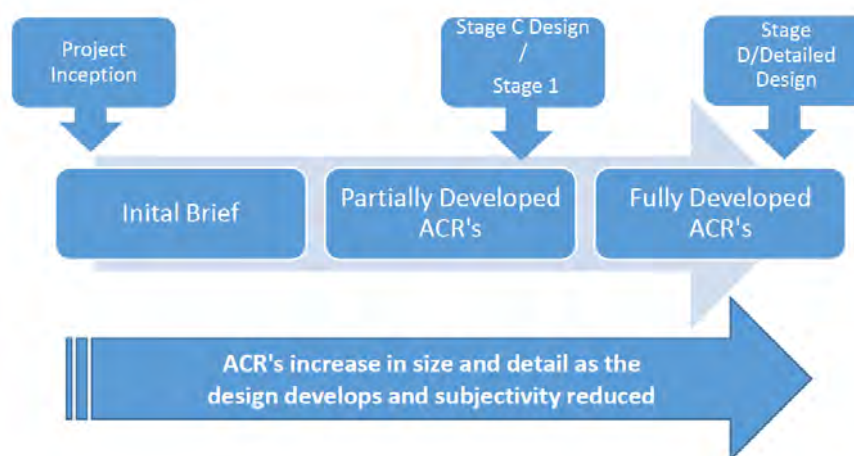 Project
Inception
Stage C Design
/
Stage 1
Stage
D/Detailed
Design
Inital Brief
Partially Developed
ACR's
Fully Developed
ACR's
ACR's increase in size and detail as the
design develops and subjectivity reduced